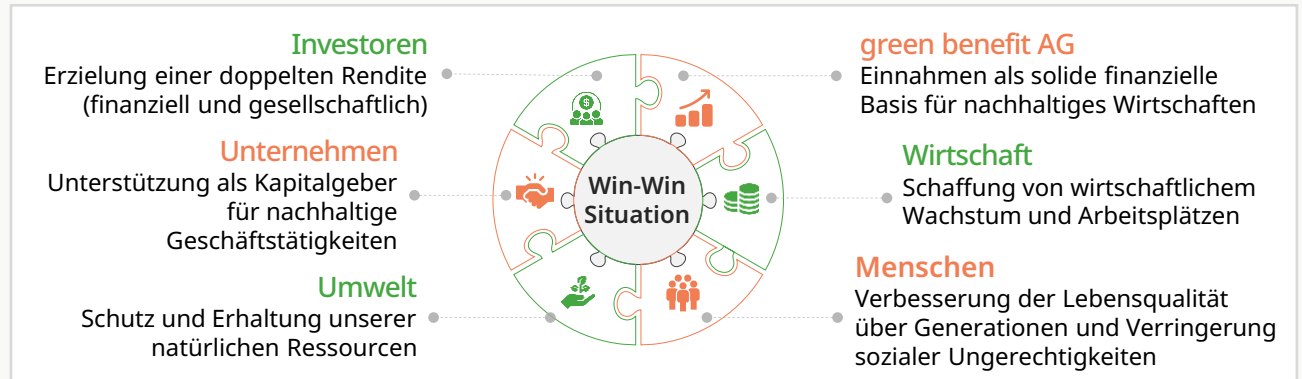 Investoren
Erzielung einer doppelten Rendite
(finanziell und gesellschaftlich)
Unternehmen
Unterstützung als Kapitalgeber
für nachhaltige
Geschäftstätigkeiten
Umwelt
Schutz und Erhaltung unserer
natürlichen Ressourcen
$
Win-Win
Situation
green benefit AG
Einnahmen als solide finanzielle
Basis für nachhaltiges Wirtschaften
Wirtschaft
Schaffung von wirtschaftlichem
Wachstum und Arbeitsplätzen
Menschen
Verbesserung der Lebensqualität
über Generationen und Verringerung
sozialer Ungerechtigkeiten